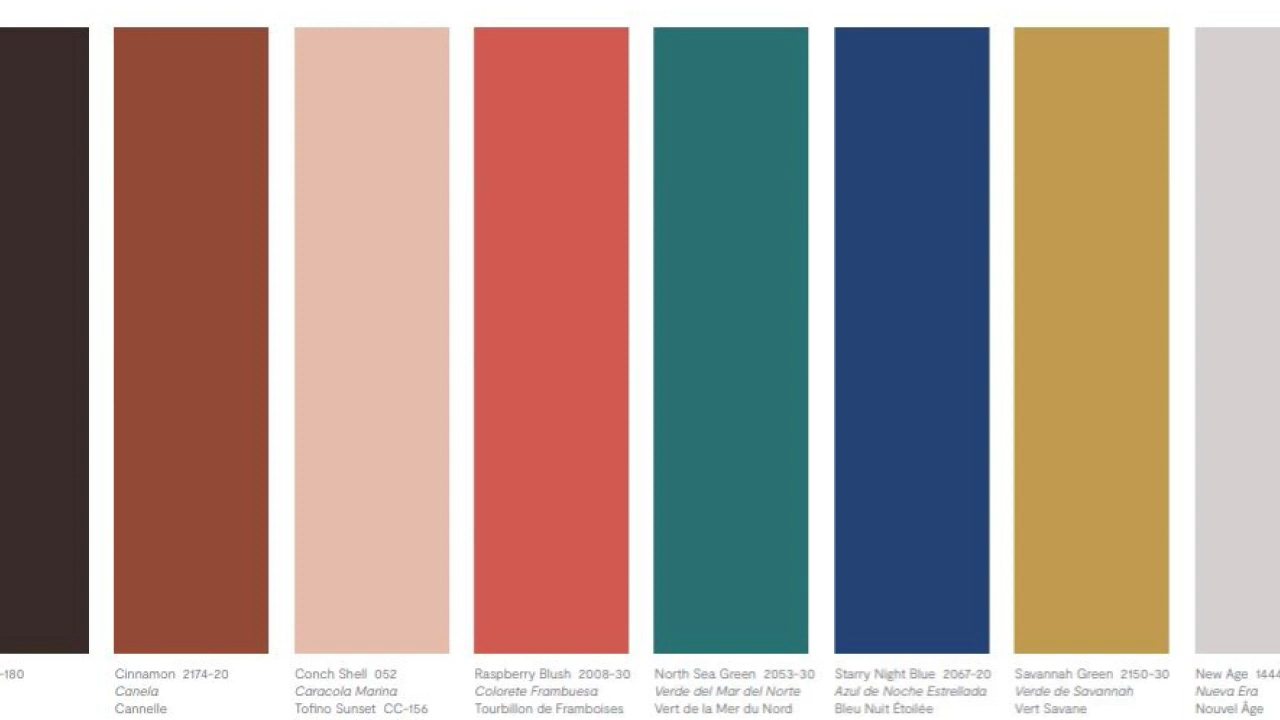 -180
Cinnamon 2174-20
Canela
Cannelle
Conch Shell 052
Caracola Marina
Tofino Sunset CC-156
Raspberry Blush 2008-30
Colorete Frambuesa
Tourbillon de Framboises
North Sea Green 2053-30
Verde del Mar del Norte
Vert de la Mer du Nord
Starry Night Blue 2067-20
Azul de Noche Estrellada
Bleu Nuit Étoilée
Savannah Green 2150-30
Verde de Savannah
Vert Savane
New Age 1444
Nueva Era
Nouvel Âge